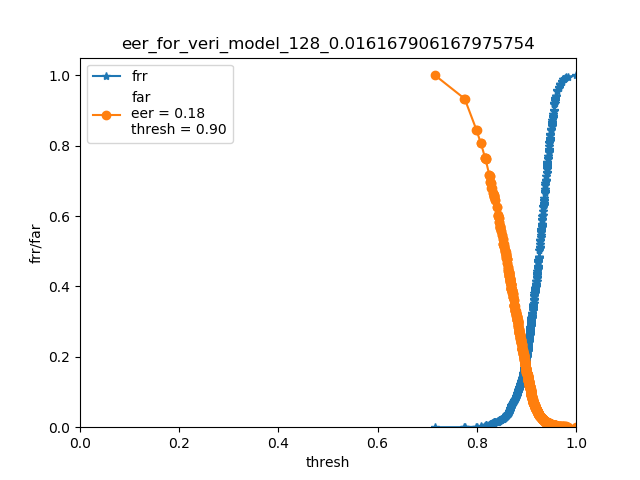 eer_for_veri_model_128_0.016167906167975754
frr
far
eer = 0.18
thresh = 0.90
1.0
0.8
0.6
0.4
0.2
0.0
frr/far
0.0 0.2 0.4 0.6 0.8 1.0
thresh